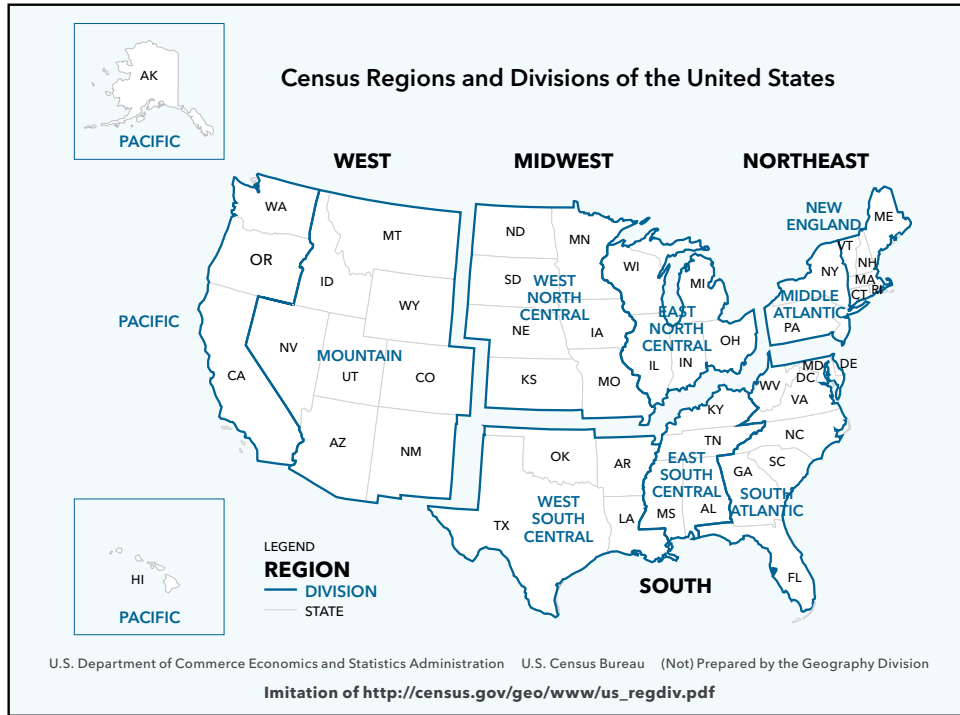 AK
PACIFIC
Census Regions and Divisions of the United States
WEST
MIDWEST
NORTHEAST
NEW
ENGLAND
PACIFIC
WA
OR
CA
MT
ID
WY
NV
MOUNTAIN
UT
CO
AZ
NM
ND
MN
SD
WEST
NORTH
CENTRAL
NE
IA
KS
MO
WI
MI
EAST
NORTH
CENTRAL
IL
IN
OH
ME
VT
NH
NY
MA
CT
RI
MIDDLE
ATLANTIC
PA
OK
AR
WEST
SOUTH
CENTRAL
TX
LA
KY
TN
EAST
SOUTH
CENTRAL
MS
AL
MD
DE
DC
WV
VA
NC
SC
GA
SOUTH
ATLANTIC
FL
SOUTH
HI
PACIFIC
LEGEND
REGION
DIVISION
STATE
U.S. Department of Commerce Economics and Statistics Administration U.S. Census Bureau (Not) Prepared by the Geography Division
Imitation of http://census.gov/geo/www/us_regdiv.pdf